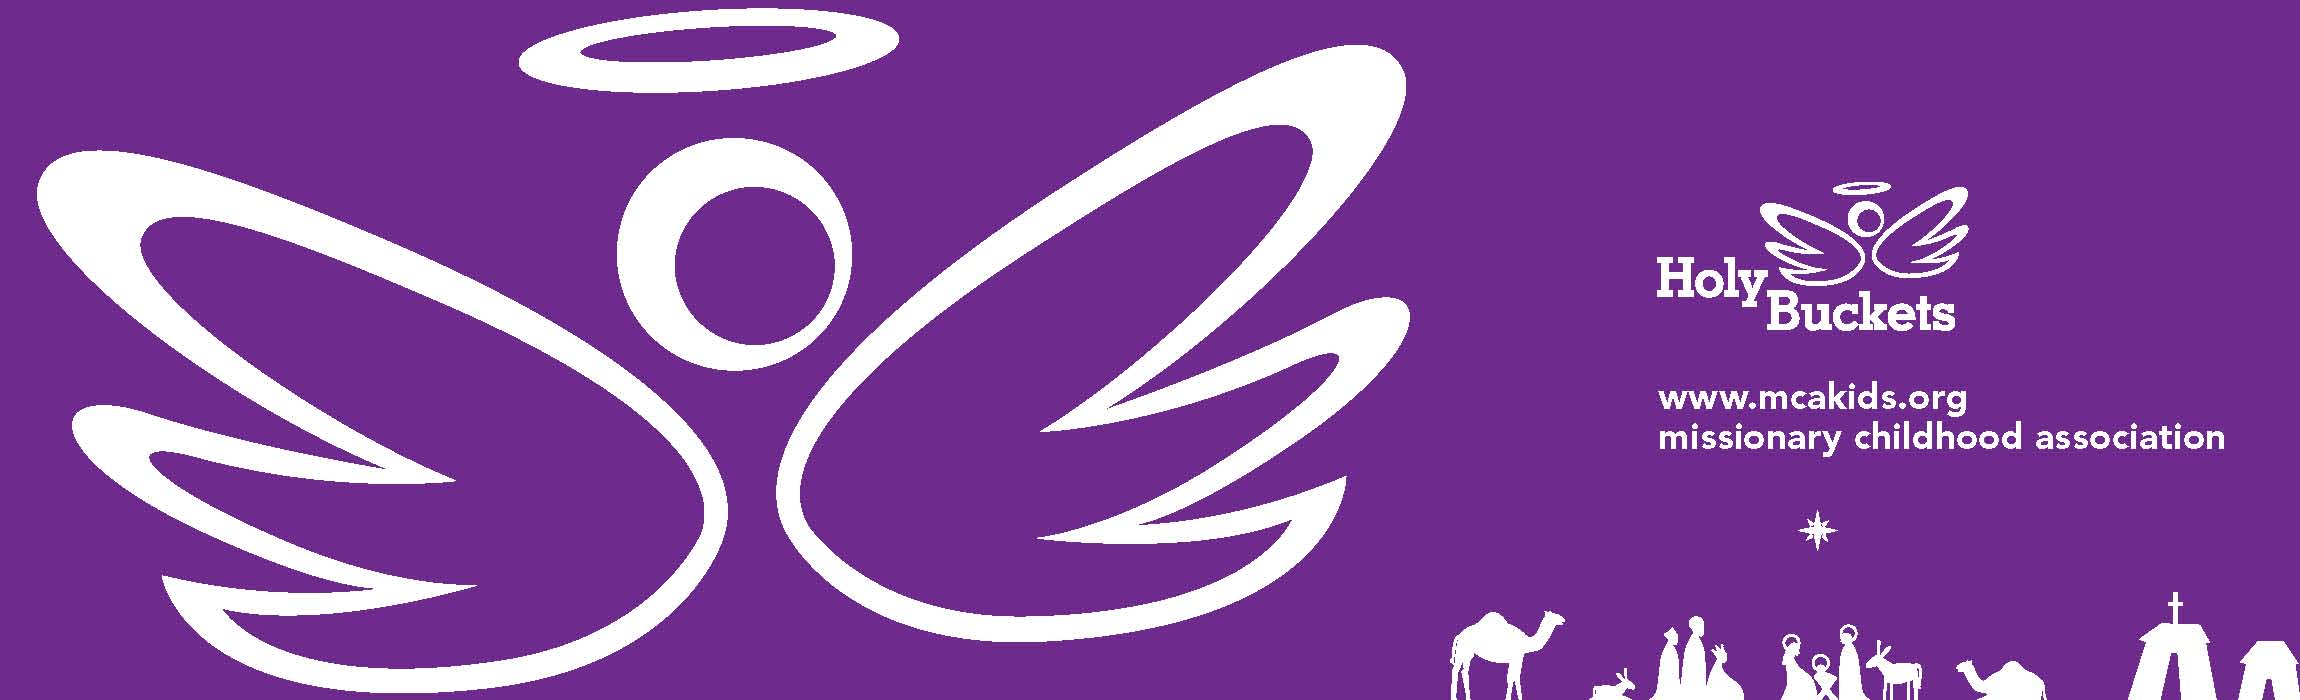 Holy
Buckets
www.mcakids.org
missionary childhood association